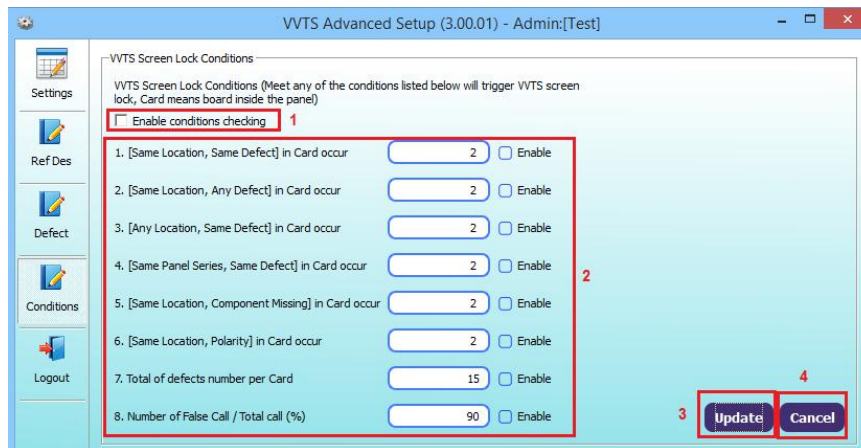 VVTS Advanced Setup (3.00.01) - Admin:[Test]
Settings
Ref Des
Defect
Conditions
Logout
VVTS Screen Lock Conditions
VVTS Screen Lock Conditions (Meet any of the conditions listed below will trigger VVTS screen
lock, Card means board inside the panel)
Enable conditions checking 1
1. [Same Location, Same Defect] in Card occur 2 Enable
2. [Same Location, Any Defect] in Card occur 2 Enable
3. [Any Location, Same Defect] in Card occur 2 Enable
4. [Same Panel Series, Same Defect] in Card occur 2 Enable
2
5. [Same Location, Component Missing] in Card occur 2 Enable
6. [Same Location, Polarity] in Card occur 2 Enable
7. Total of defects number per Card 15 Enable
8. Number of False Call / Total call (%) 90 Enable
3 Update
4
Cancel